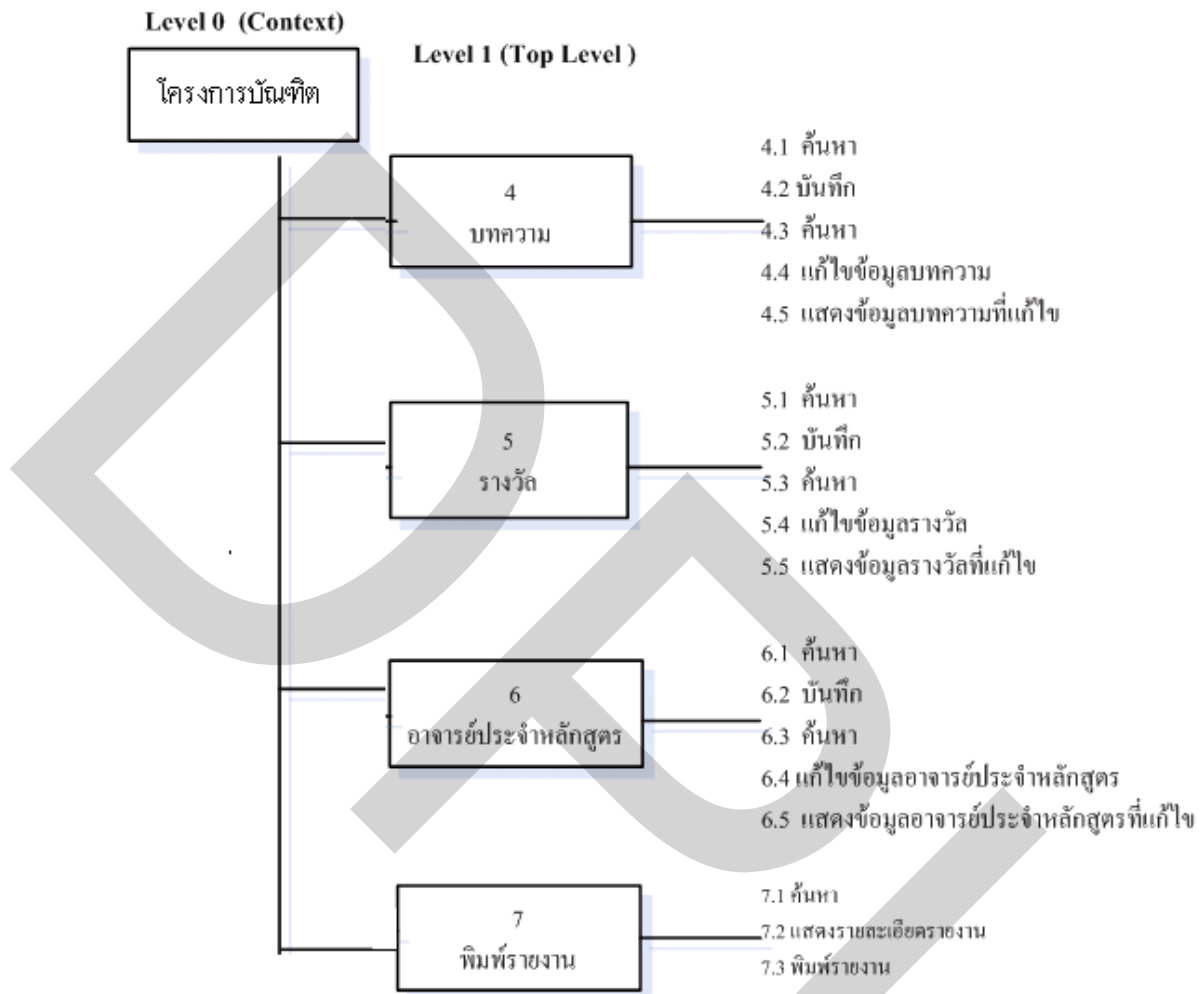 Level 0 (Context)
Level 1 (Top Level )
โครงการบัณฑิต
4
บทความ
4.1 ค้นหา
4.2 บันทึก
4.3 ค้นหา
4.4 แก้ไขข้อมูลบทความ
4.5 แสดงข้อมูลบทความที่แก้ไข
5
รางวัล
5.1 ค้นหา
5.2 บันทึก
5.3 ค้นหา
5.4 แก้ไขข้อมูลรางวัล
5.5 แสดงข้อมูลรางวัลที่แก้ไข
6
อาจารย์ประจำหลักสูตร
6.1 ค้นหา
6.2 บันทึก
6.3 ค้นหา
6.4 แก้ไขข้อมูลอาจารย์ประจำหลักสูตร
6.5 แสดงข้อมูลอาจารย์ประจำหลักสูตรที่แก้ไข
7
พิมพ์รายงาน
7.1 ค้นหา
7.2 แสดงรายละเอียดรายงาน
7.3 พิมพ์รายงาน